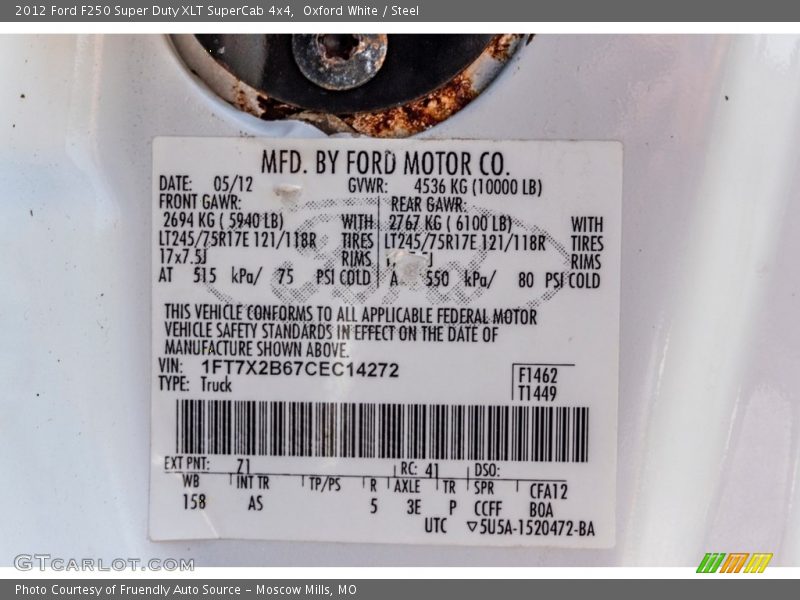 2012 Ford F250 Super Duty XLT SuperCab 4x4,  Oxford White / Steel
MFD. BY FORD MOTOR CO.
DATE: 05/12 GVWR: 4536 KG (10000 LB)
FRONT GAWR: REAR GAWR:
2694 KG ( 5940 LB) WITH 2767 KG ( 6100 LB) WITH
LT245/75R17E 121/118R TIRES LT245/75R17E 121/118R TIRES
17x7.5J RIMS RIMS
AT 515 kPa/ 75 PSI COLD A 550 kPa/ 80 PSI COLD
THIS VEHICLE CONFORMS TO ALL APPLICABLE FEDERAL MOTOR
VEHICLE SAFETY STANDARDS IN EFFECT ON THE DATE OF
MANUFACTURE SHOWN ABOVE.
VIN: 1FT7X2B67CEC14272
TYPE: Truck
F1462
T1449
EXT PNT: Z1 RC: 41 DSO:
WB INT TR TP/PS R AXLE TR SPR CFA12
158 AS 5 3E P CCFF BOA
UTC ▽5U5A-1520472-BA
GTCARLOT.COM
Photo Courtesy of Fruendly Auto Source – Moscow Mills, MO